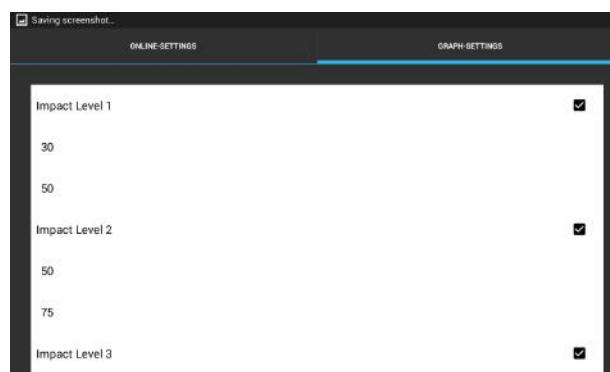 Saving screenshot...
ONLINE-SETTINGS
GRAPH-SETTINGS
Impact Level 1
30
50
Impact Level 2
50
75
Impact Level 3